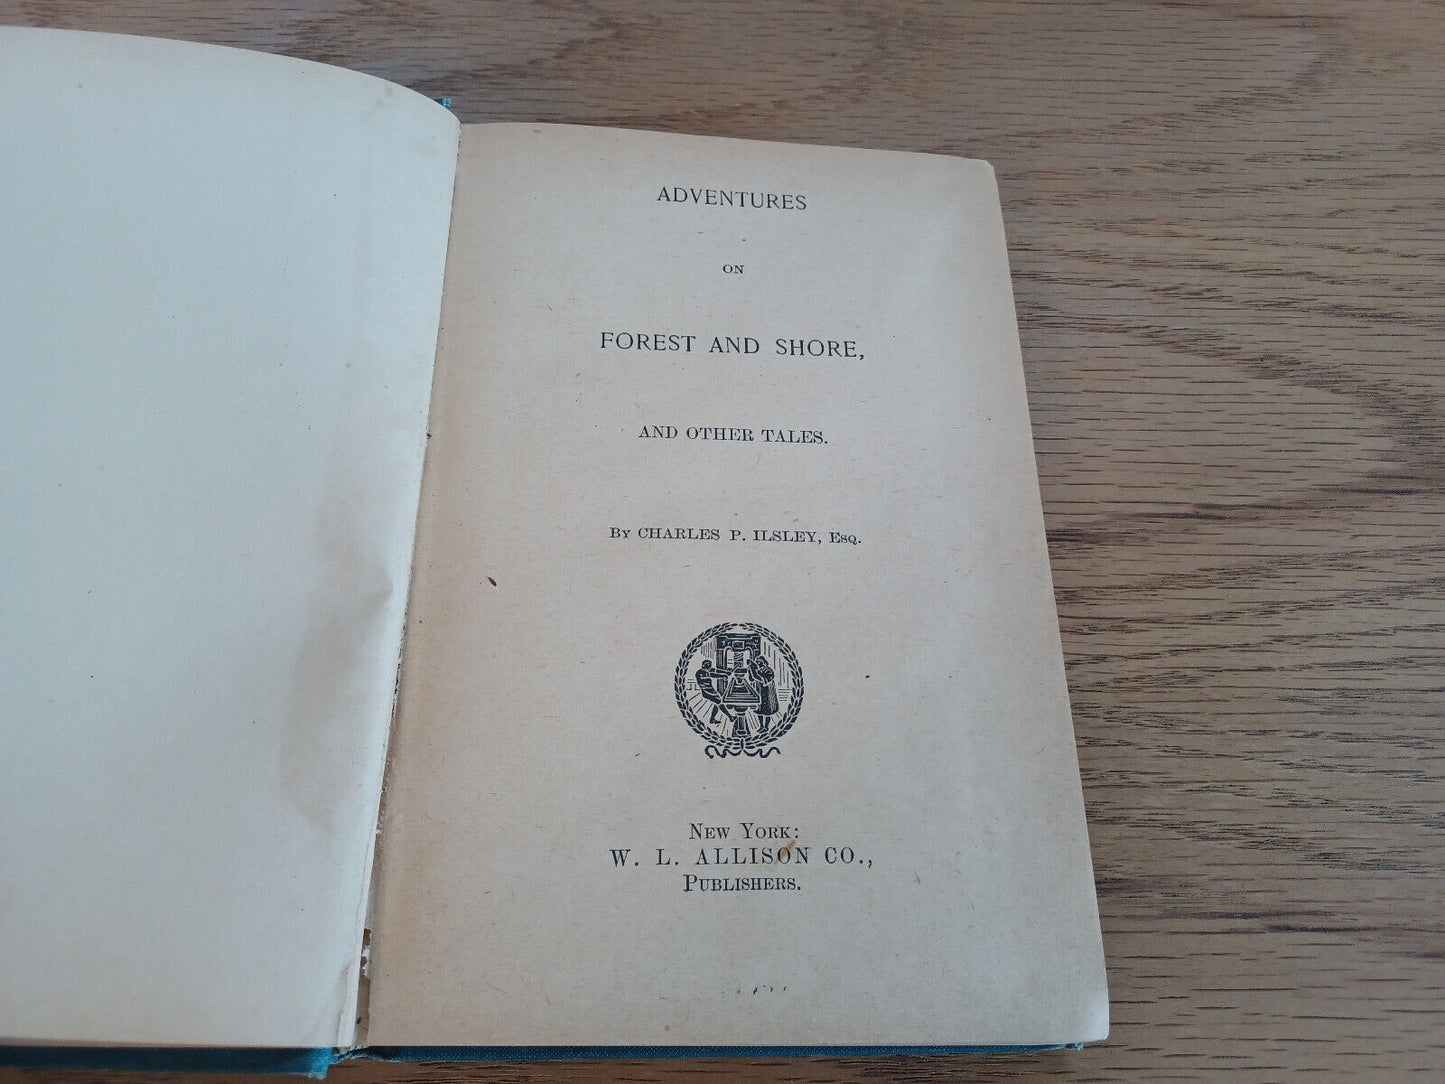 ADVENTURES
ON
FOREST AND SHORE,
AND OTHER TALES.
By CHARLES P. ILSLEY, Esq.
New York:
W. L. ALLISON CO.,
Publishers.